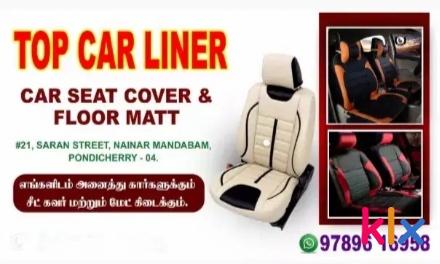 TOP CAR LINER
CAR SEAT COVER &
FLOOR MATT
#21, SARAN STREET, NAINAR MANDABAM,
PONDICHERRY - 04.
எங்களிடம் அனைத்து கார்களுக்கும்
சீட் கவர் மற்றும் மேட் கிடைக்கும்.
klx
97896 16958